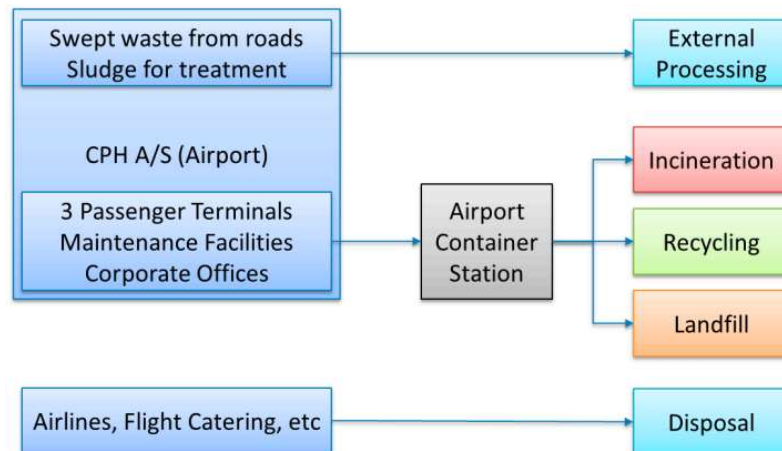 Swept waste from roads
Sludge for treatment
External
Processing
CPH A/S (Airport)
Incineration
3 Passenger Terminals
Maintenance Facilities
Corporate Offices
Airport
Container
Station
Recycling
Landfill
Airlines, Flight Catering, etc
Disposal